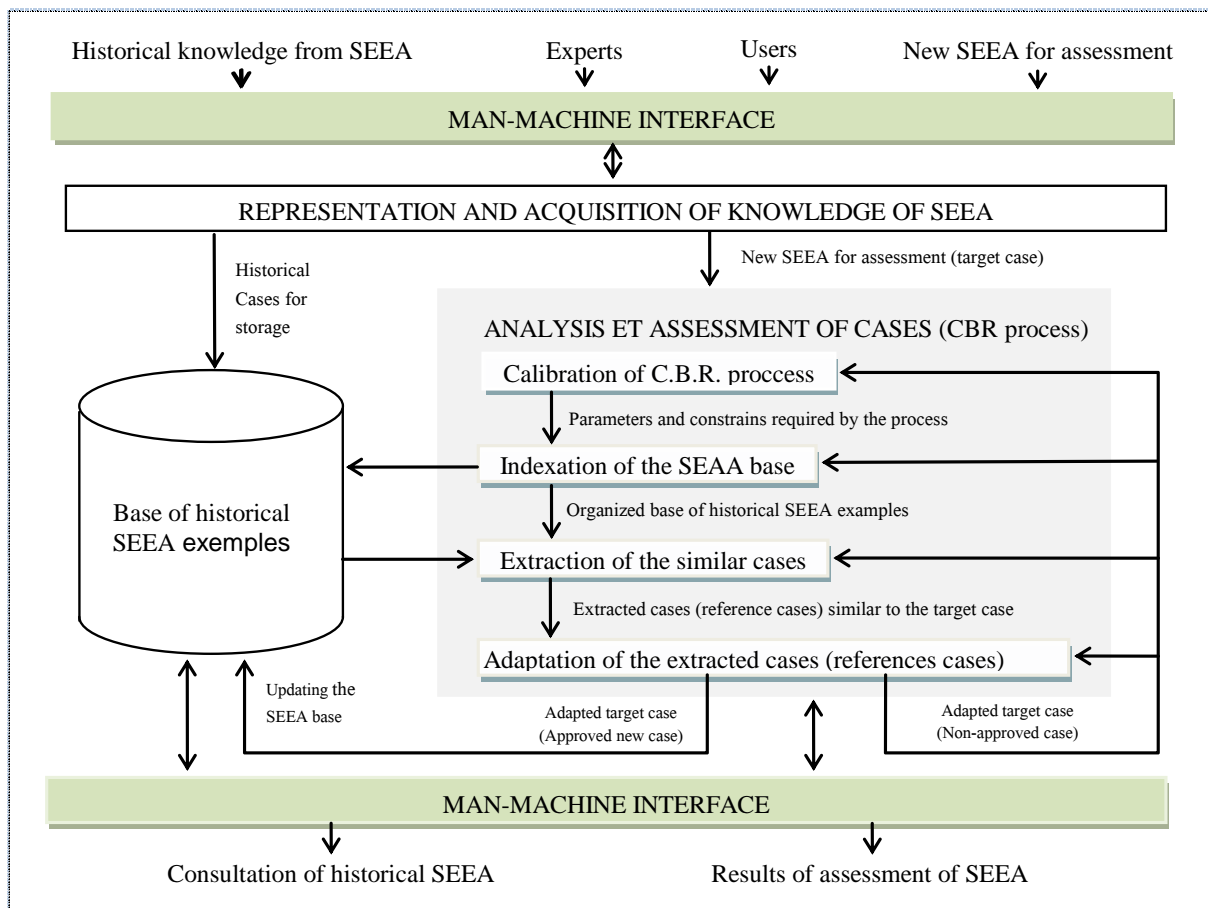 Historical knowledge from SEEA
Experts
Users
New SEEA for assessment
MAN-MACHINE INTERFACE
REPRESENTATION AND ACQUISITION OF KNOWLEDGE OF SEEA
Historical
Cases for
storage
New SEEA for assessment (target case)
ANALYSIS ET ASSESSMENT OF CASES (CBR process)
Calibration of C.B.R. proccess
Parameters and constrains required by the process
Indexation of the SEAA base
Organized base of historical SEEA examples
Base of historical
SEEA exemples
Extraction of the similar cases
Extracted cases (reference cases) similar to the target case
Adaptation of the extracted cases (references cases)
Updating the
SEEA base
Adapted target case
(Approved new case)
Adapted target case
(Non-approved case)
MAN-MACHINE INTERFACE
Consultation of historical SEEA
Results of assessment of SEEA